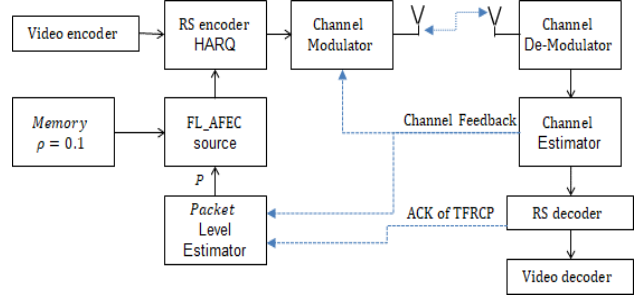 Video encoder
RS encoder
HARQ
Channel
Modulator
Channel
De-Modulator
Memory
ρ = 0.1
FL_AFEC
source
Channel Feedback
Channel
Estimator
P
Packet
Level
Estimator
ACK of TFRCP
RS decoder
Video decoder